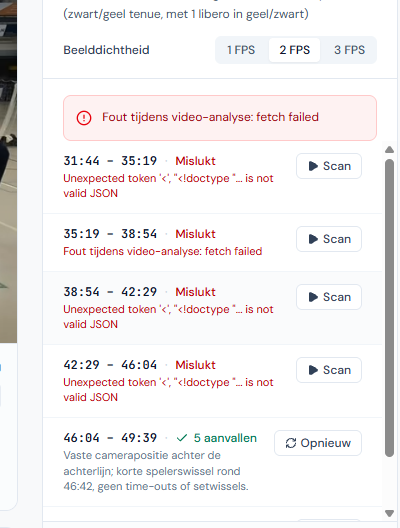 (zwart/geel tenue, met 1 libero in geel/zwart)
Beelddichtheid 1 FPS 2 FPS 3 FPS
Fout tijdens video-analyse: fetch failed
31:44 – 35:19 · Mislukt Scan
Unexpected token '<', "<!doctype "... is not
valid JSON
35:19 – 38:54 · Mislukt Scan
Fout tijdens video-analyse: fetch failed
38:54 – 42:29 · Mislukt Scan
Unexpected token '<', "<!doctype "... is not
valid JSON
42:29 – 46:04 · Mislukt Scan
Unexpected token '<', "<!doctype "... is not
valid JSON
46:04 – 49:39 · 5 aanvallen Opnieuw
Vaste camerapositie achter de
achterlijn; korte spelerswissel rond
46:42, geen time-outs of setwissels.